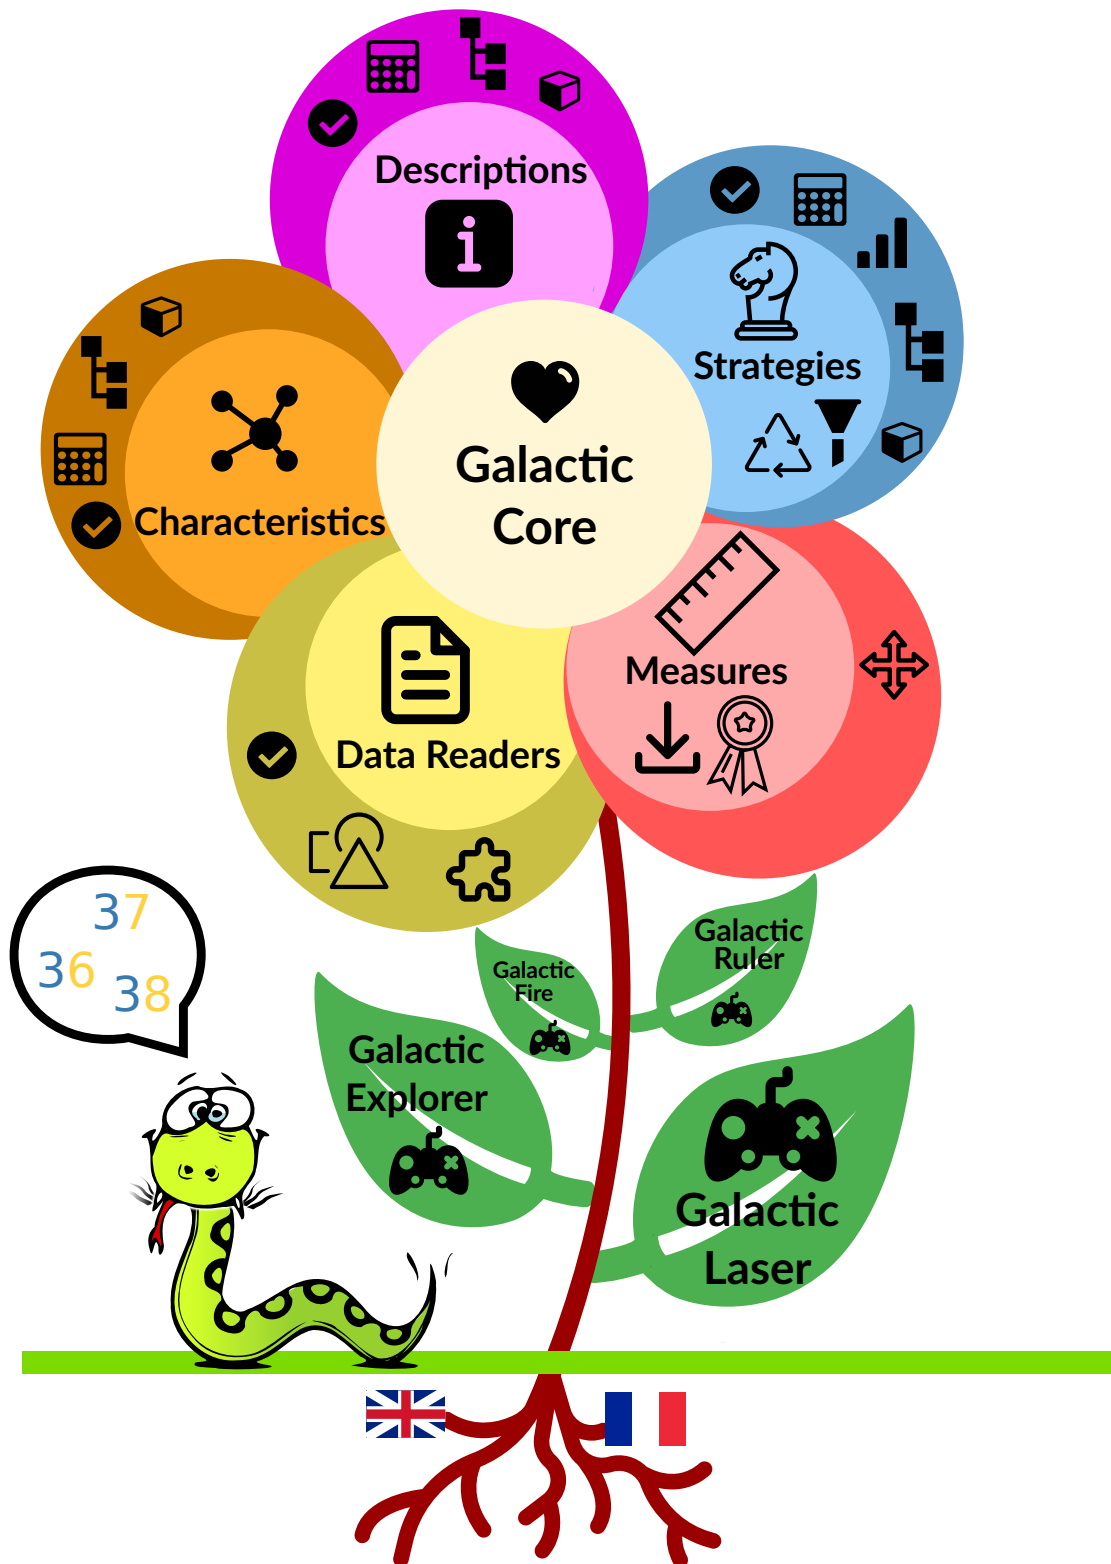 Descriptions
i
Strategies
Galactic
Core
Characteristics
Measures
Data Readers
37
36
38
Galactic
Ruler
Galactic
Fire
Galactic
Explorer
Galactic
Laser